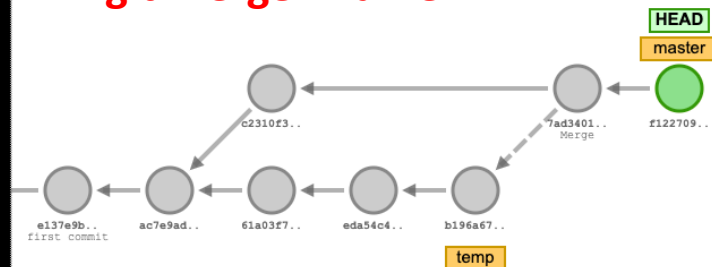 HEAD
master
c2310f3..
7ad3401..
Merge
f122709..
e137e9b..
first commit
ac7e9ad..
61a03f7..
eda54c4..
b196a67..
temp